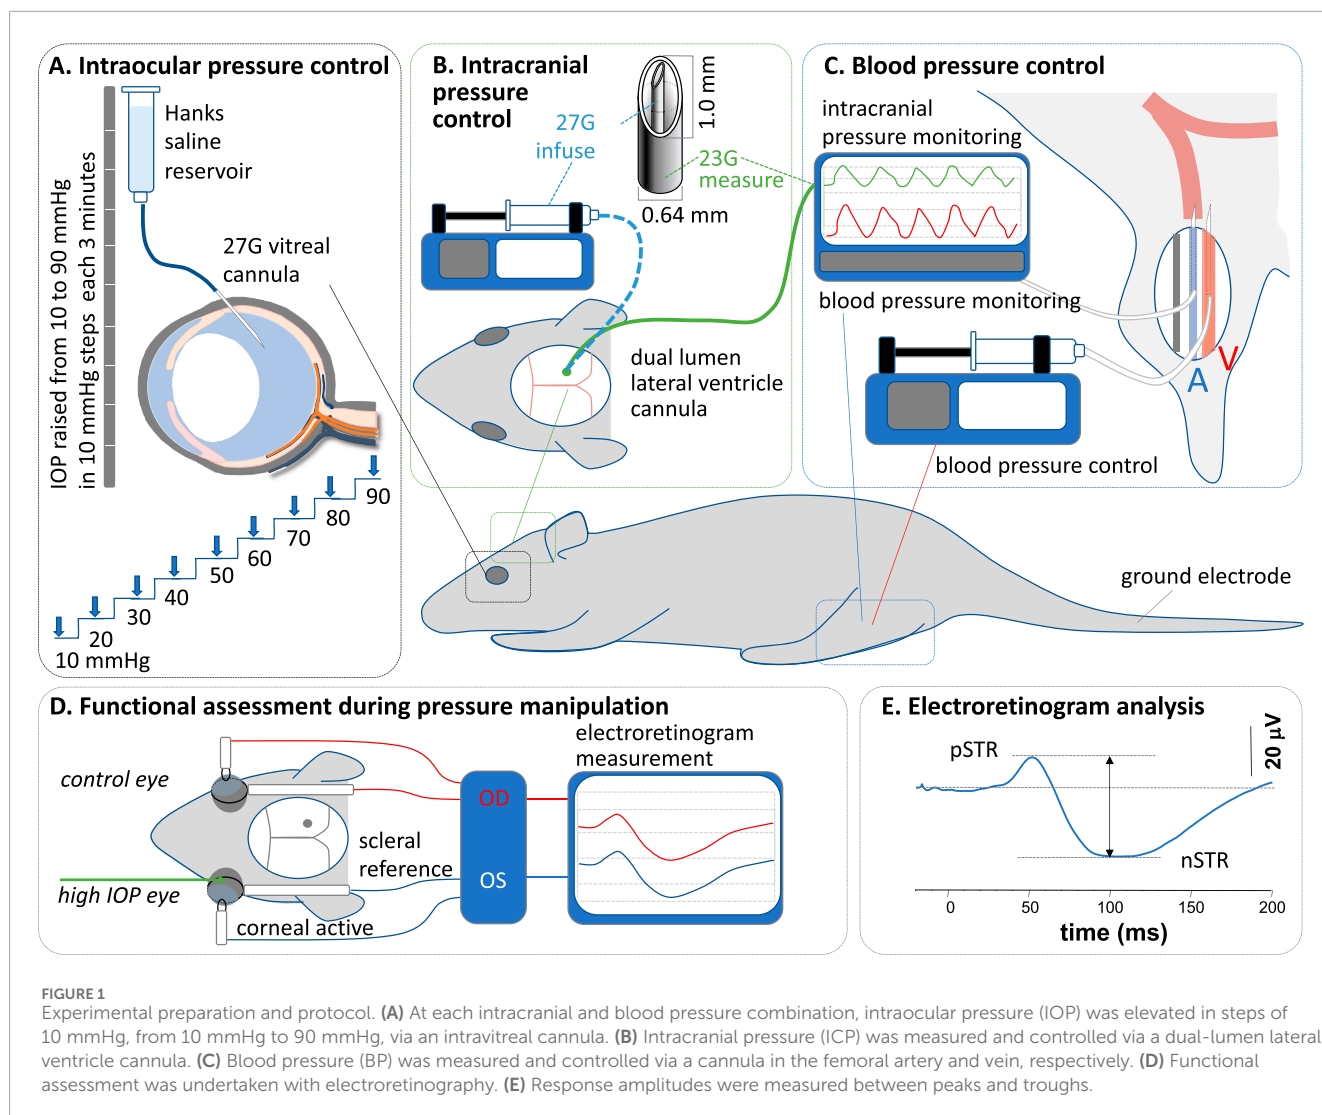 A. Intraocular pressure control
Hanks
saline
reservoir
IOP raised from 10 to 90 mmHg
in 10 mmHg steps each 3 minutes
27G vitreal
cannula
90
80
70
60
50
40
30
20
10 mmHg
B. Intracranial
pressure
control
27G
infuse
1.0 mm
23G
measure
0.64 mm
dual lumen
lateral ventricle
cannula
C. Blood pressure control
intracranial
pressure monitoring
blood pressure monitoring
A
V
blood pressure control
ground electrode
D. Functional assessment during pressure manipulation
electroretinogram
measurement
control eye
OD
scleral
reference
OS
high IOP eye
corneal active
E. Electroretinogram analysis
pSTR
20 µV
nSTR
0 50 100 150 200
time (ms)
FIGURE 1
Experimental preparation and protocol. (A) At each intracranial and blood pressure combination, intraocular pressure (IOP) was elevated in steps of
10 mmHg, from 10 mmHg to 90 mmHg, via an intravitreal cannula. (B) Intracranial pressure (ICP) was measured and controlled via a dual-lumen lateral
ventricle cannula. (C) Blood pressure (BP) was measured and controlled via a cannula in the femoral artery and vein, respectively. (D) Functional
assessment was undertaken with electroretinography. (E) Response amplitudes were measured between peaks and troughs.